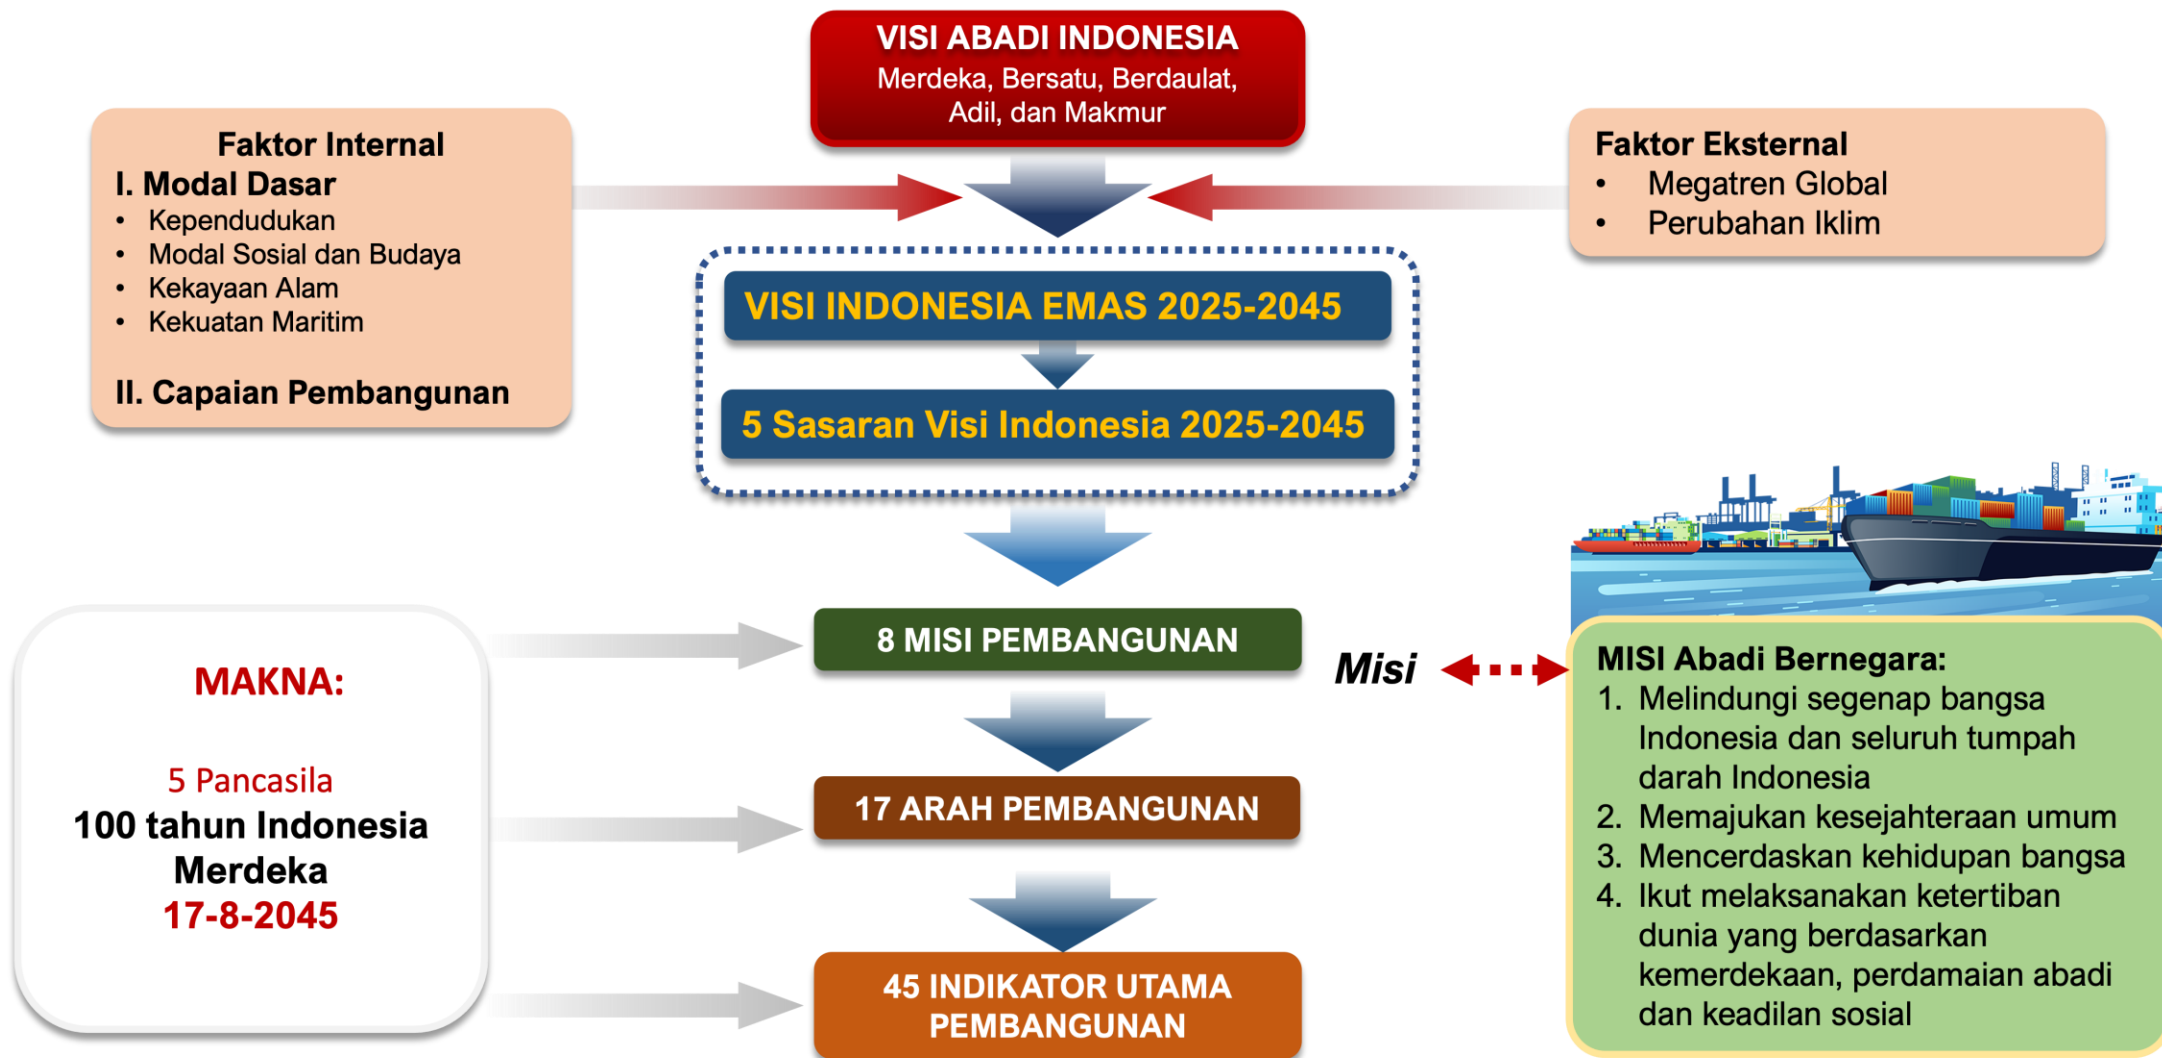 VISI ABADI INDONESIA
Merdeka, Bersatu, Berdaulat,
Adil, dan Makmur
Faktor Internal
I. Modal Dasar
• Kependudukan
• Modal Sosial dan Budaya
• Kekayaan Alam
• Kekuatan Maritim
II. Capaian Pembangunan
Faktor Eksternal
• Megatren Global
• Perubahan Iklim
VISI INDONESIA EMAS 2025-2045
5 Sasaran Visi Indonesia 2025-2045
MAKNA:
5 Pancasila
100 tahun Indonesia
Merdeka
17-8-2045
8 MISI PEMBANGUNAN
17 ARAH PEMBANGUNAN
45 INDIKATOR UTAMA
PEMBANGUNAN
Misi
MISI Abadi Bernegara:
1. Melindungi segenap bangsa
Indonesia dan seluruh tumpah
darah Indonesia
2. Memajukan kesejahteraan umum
3. Mencerdaskan kehidupan bangsa
4. Ikut melaksanakan ketertiban
dunia yang berdasarkan
kemerdekaan, perdamaian abadi
dan keadilan sosial